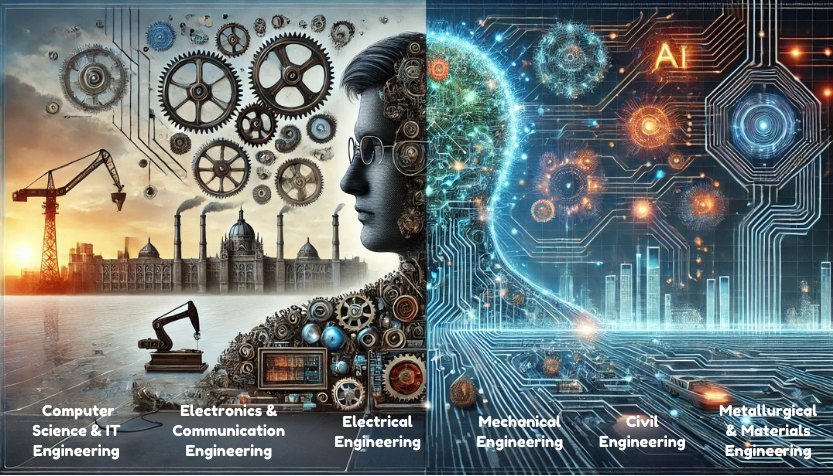 AI
Computer
Science & IT
Engineering
Electronics &
Communication
Engineering
Electrical
Engineering
Mechanical
Engineering
Civil
Engineering
Metallurgical
& Materials
Engineering